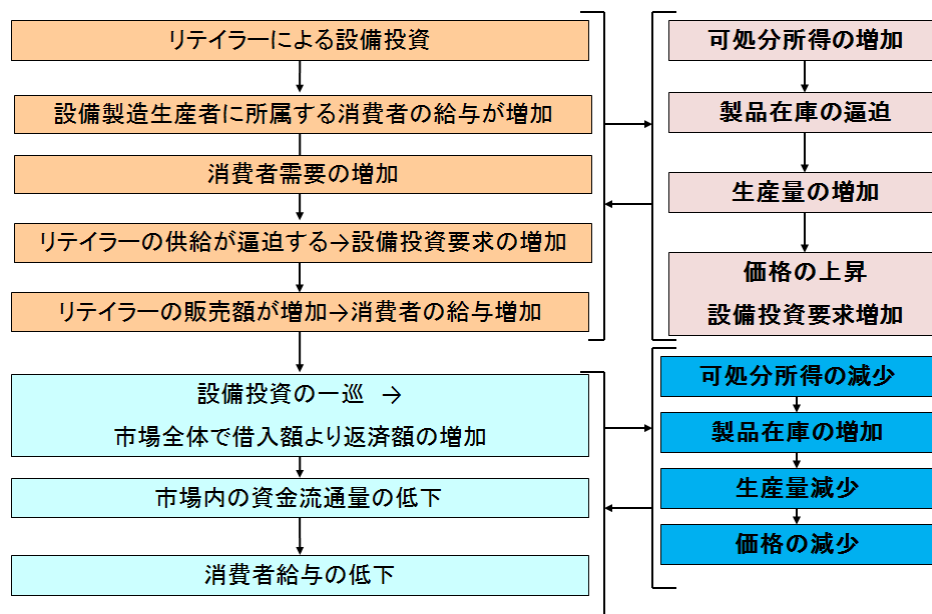 リテイラーによる設備投資
設備製造生産者に所属する消費者の給与が増加
消費者需要の増加
リテイラーの供給が逼迫する→設備投資要求の増加
リテイラーの販売額が増加→消費者の給与増加
設備投資の一巡 →
市場全体で借入額より返済額の増加
市場内の資金流通量の低下
消費者給与の低下
可処分所得の増加
製品在庫の逼迫
生産量の増加
価格の上昇
設備投資要求増加
可処分所得の減少
製品在庫の増加
生産量減少
価格の減少